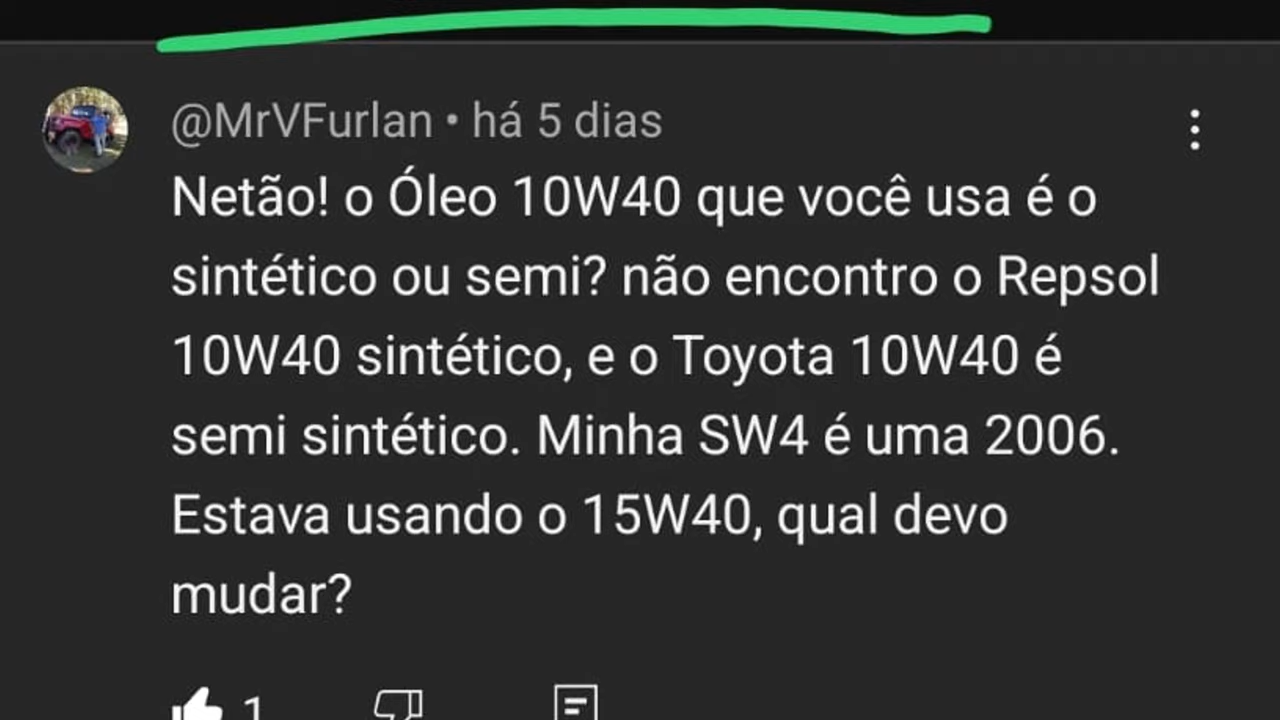 @MrVFurlan • há 5 dias
Netão! o Óleo 10W40 que você usa é o
sintético ou semi? não encontro o Repsol
10W40 sintético, e o Toyota 10W40 é
semi sintético. Minha SW4 é uma 2006.
Estava usando o 15W40, qual devo
mudar?
1